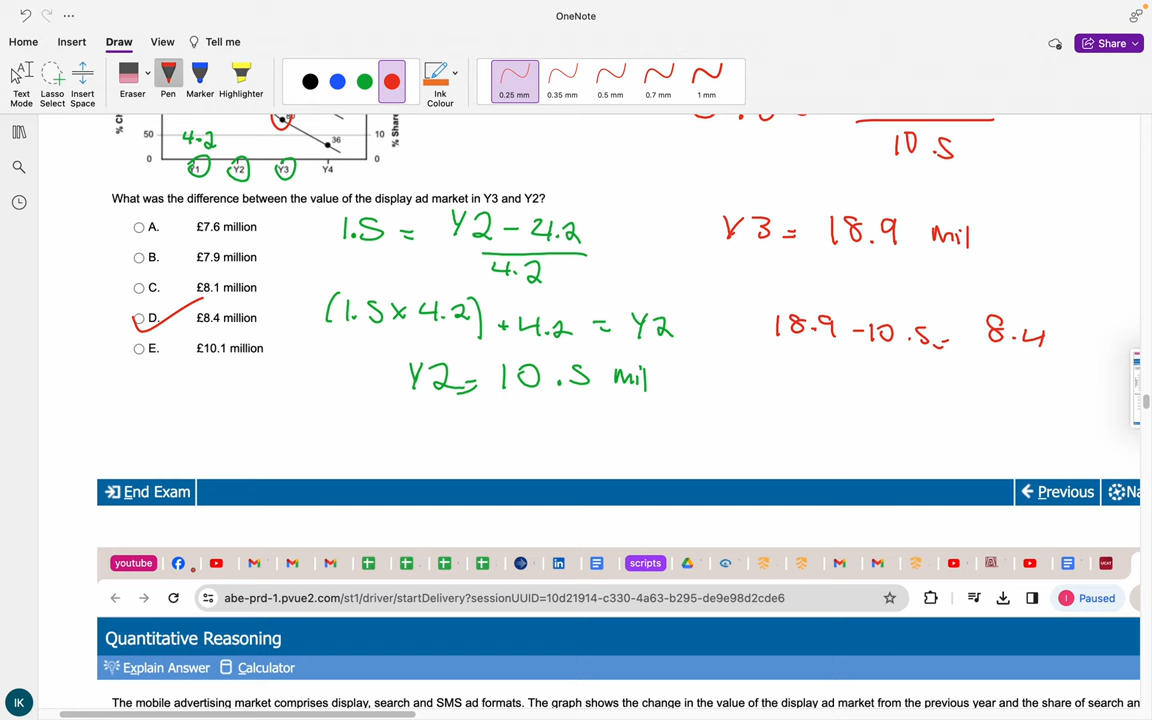 OneNote
Home Insert Draw View Tell me Share
Text Mode Lasso Select Insert Space Eraser Pen Marker Highlighter Ink Colour 0.25 mm 0.35 mm 0.5 mm 0.7 mm 1 mm
50 4.2 36 10 % Share
0 Y1 Y2 Y3 Y4 0
10.5
What was the difference between the value of the display ad market in Y3 and Y2?
A. £7.6 million
B. £7.9 million
C. £8.1 million
D. £8.4 million
E. £10.1 million
1.5 = Y2 - 4.2
4.2
(1.5 × 4.2) + 4.2 = Y2
Y2 = 10.5 mil
Y3 = 18.9 mil
18.9 - 10.5 = 8.4
End Exam Previous
youtube scripts
abe-prd-1.pvue2.com/st1/driver/startDelivery?sessionUUID=10d21914-c330-4a63-b295-de9e98d2cde6 Paused
Quantitative Reasoning
Explain Answer Calculator
The mobile advertising market comprises display, search and SMS ad formats. The graph shows the change in the value of the display ad market from the previous year and the share of search an
IK